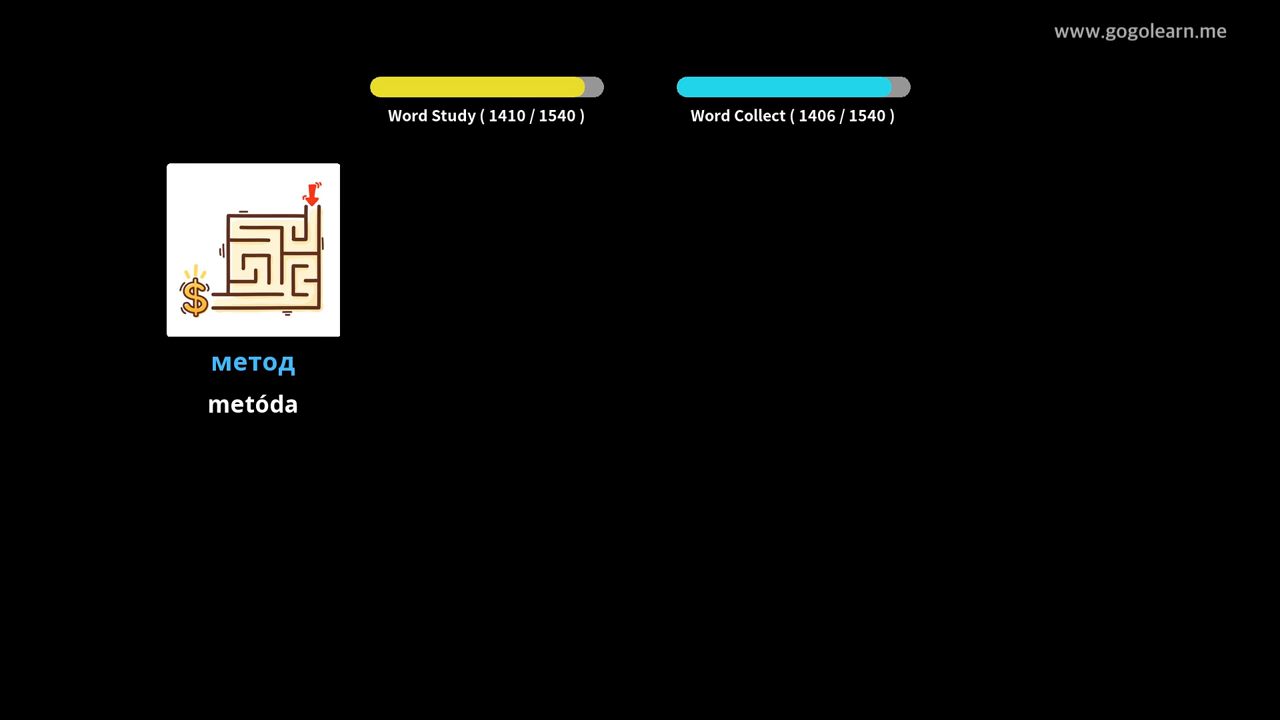 www.gogolearn.me
Word Study ( 1410 / 1540 )
Word Collect ( 1406 / 1540 )
$
метод
metóda